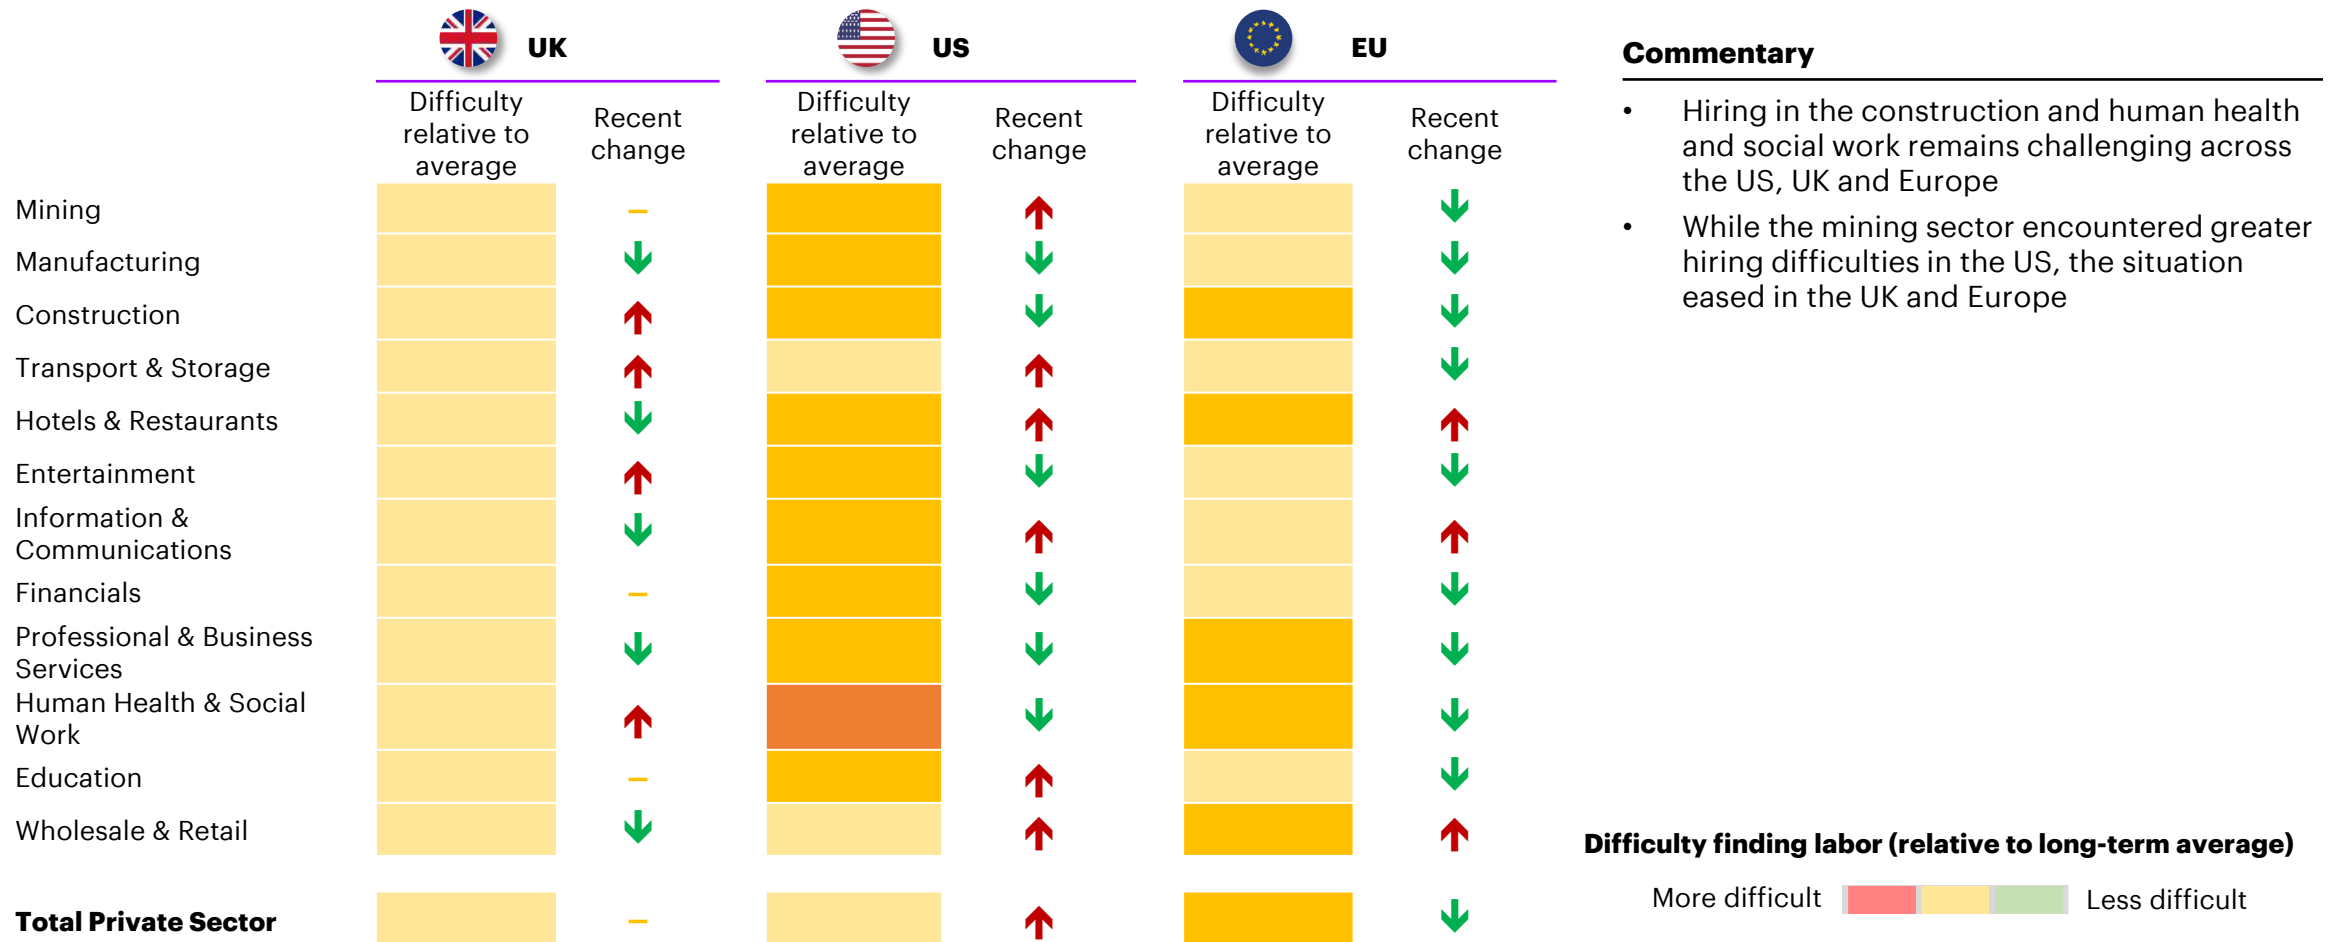 UK
US
EU
Difficulty
relative to
average
Recent
change
Difficulty
relative to
average
Recent
change
Difficulty
relative to
average
Recent
change
Mining
Manufacturing
Construction
Transport & Storage
Hotels & Restaurants
Entertainment
Information &
Communications
Financials
Professional & Business
Services
Human Health & Social
Work
Education
Wholesale & Retail
Total Private Sector
Commentary
• Hiring in the construction and human health
and social work remains challenging across
the US, UK and Europe
• While the mining sector encountered greater
hiring difficulties in the US, the situation
eased in the UK and Europe
Difficulty finding labor (relative to long-term average)
More difficult
Less difficult